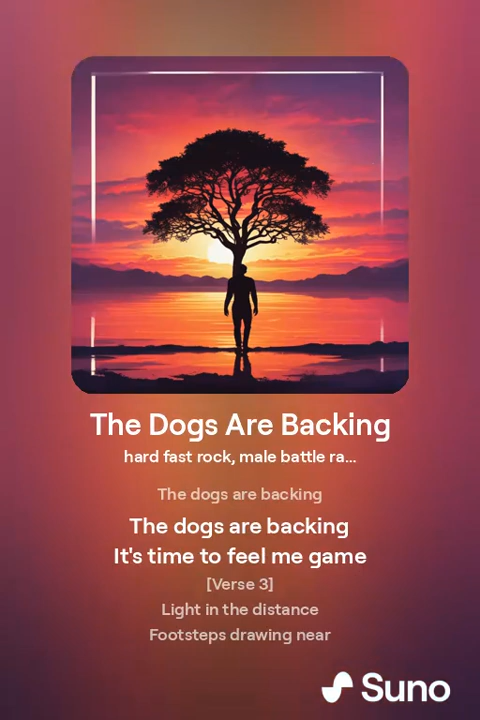 The Dogs Are Backing
hard fast rock, male battle ra...
The dogs are backing
The dogs are backing
It's time to feel me game
[Verse 3]
Light in the distance
Footsteps drawing near
Suno